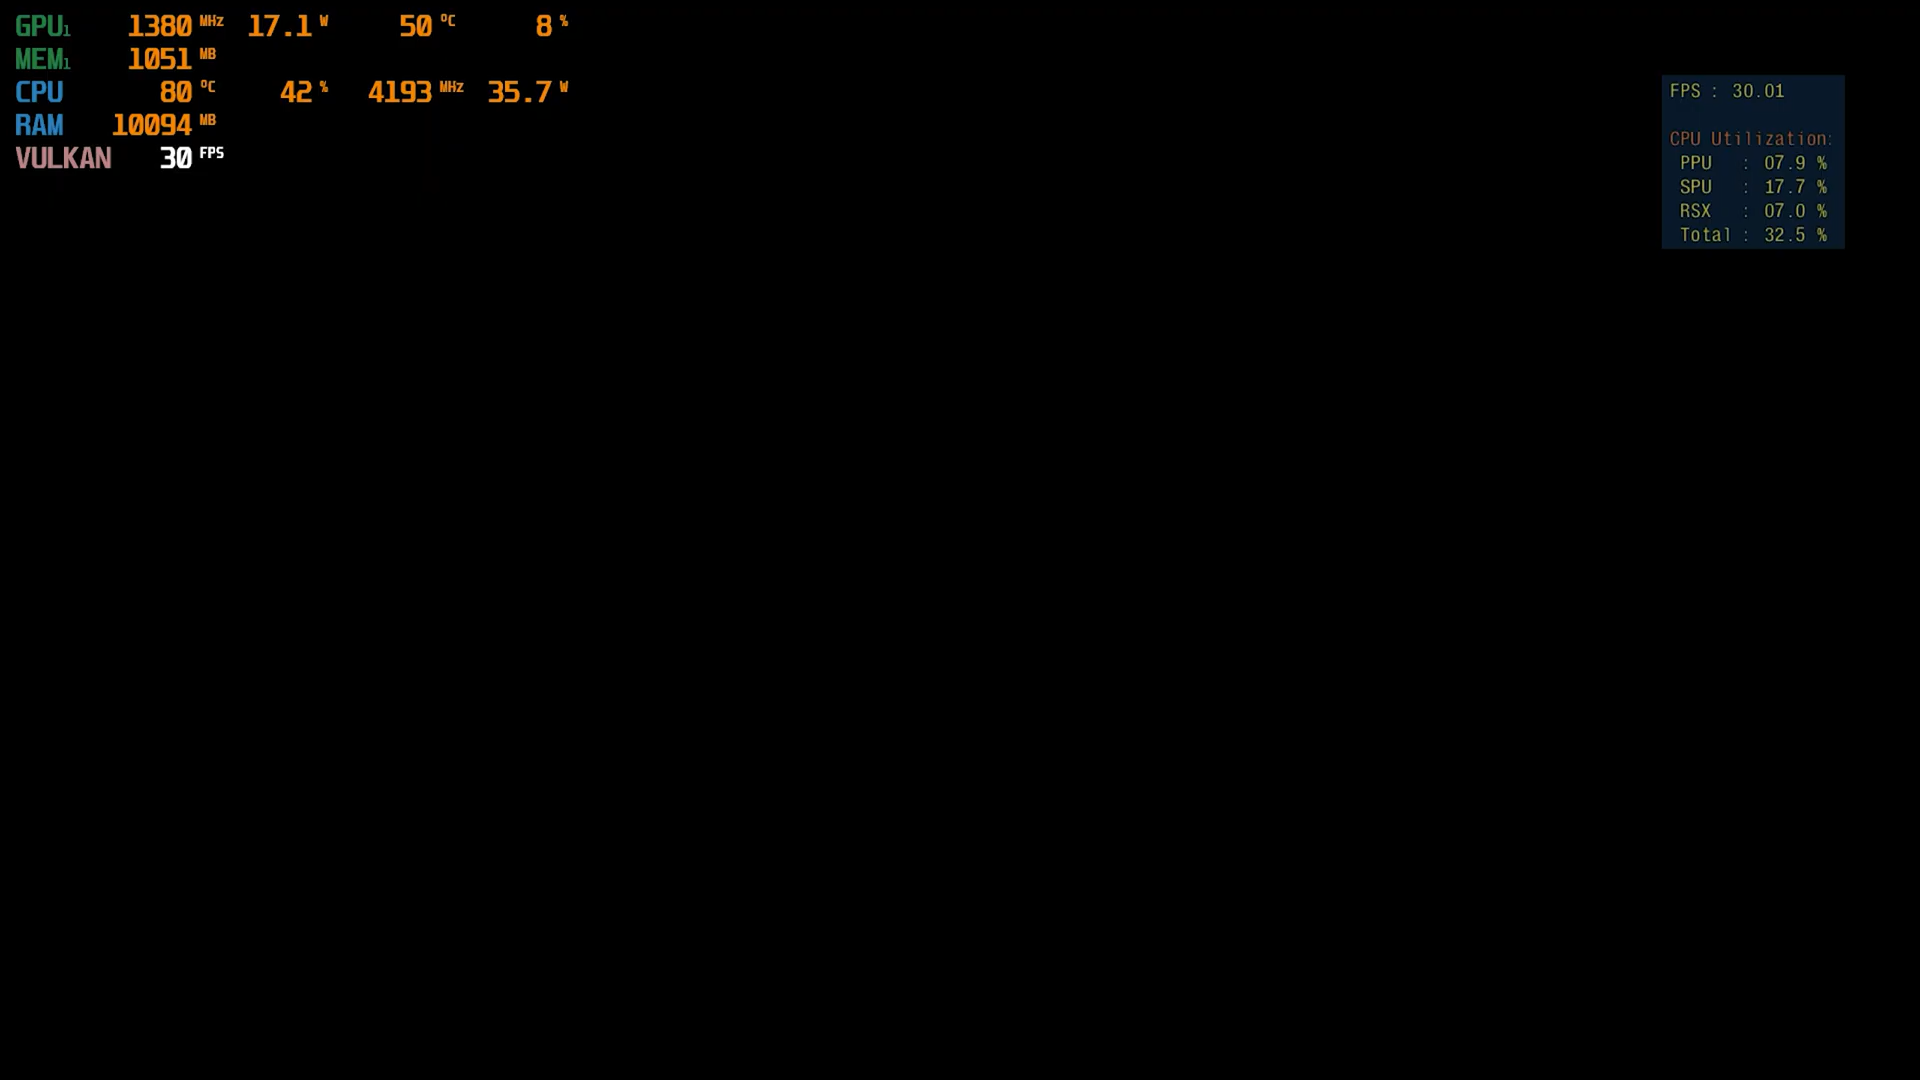 GPU1 1380 MHz 17.1 W 50 °C 8 %
MEM1 1051 MB
CPU 80 °C 42 % 4193 MHz 35.7 W
RAM 10094 MB
VULKAN 30 FPS
FPS : 30.01
CPU Utilization:
PPU : 07.9 %
SPU : 17.7 %
RSX : 07.0 %
Total : 32.5 %